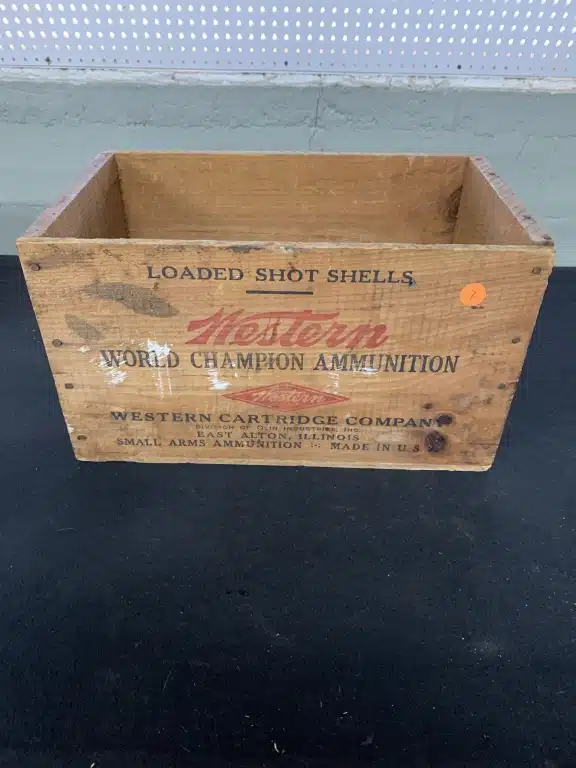 LOADED SHOT SHELLS
Western
WORLD CHAMPION AMMUNITION
Western
WESTERN CARTRIDGE COMPANY
DIVISION OF OLIN INDUSTRIES, INC.
EAST ALTON, ILLINOIS
SMALL ARMS AMMUNITION MADE IN U.S.
7